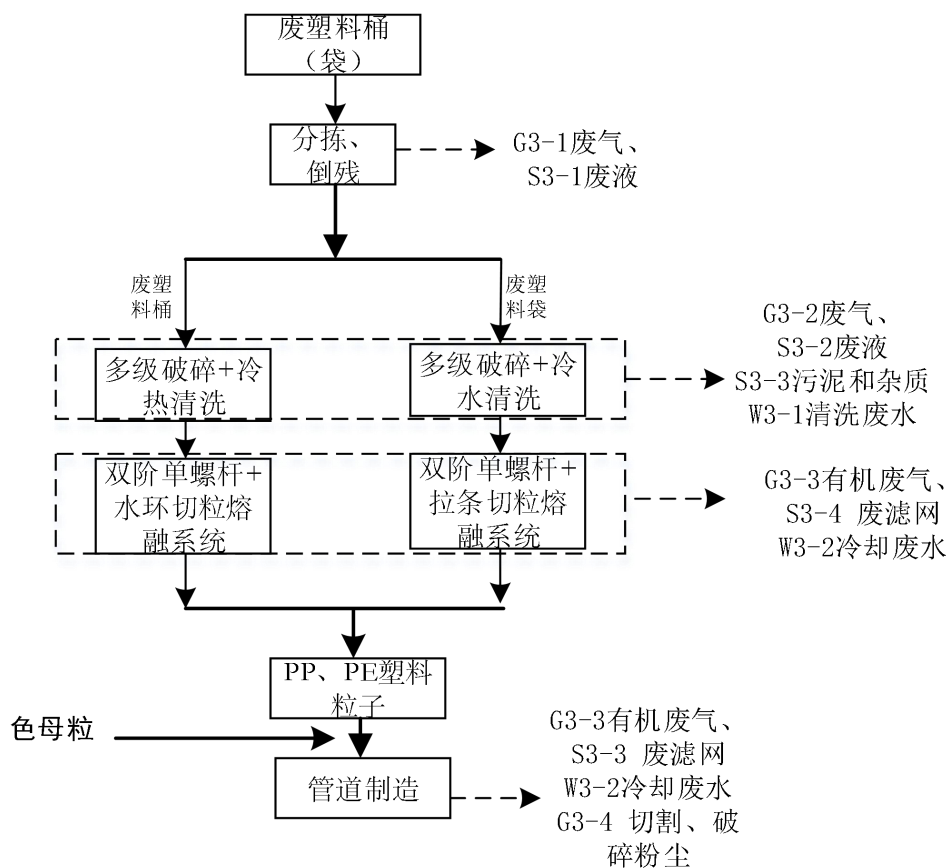 废塑料桶
（袋）
分拣、
倒残
G3-1废气、
S3-1废液
废塑
料桶
废塑
料袋
多级破碎+冷
热清洗
多级破碎+冷
水清洗
G3-2废气、
S3-2废液
S3-3污泥和杂质
W3-1清洗废水
双阶单螺杆+
水环切粒熔
融系统
双阶单螺杆+
拉条切粒熔
融系统
G3-3有机废气、
S3-4 废滤网
W3-2冷却废水
PP、PE塑料
粒子
色母粒
管道制造
G3-3有机废气、
S3-3 废滤网
W3-2冷却废水
G3-4 切割、破
碎粉尘